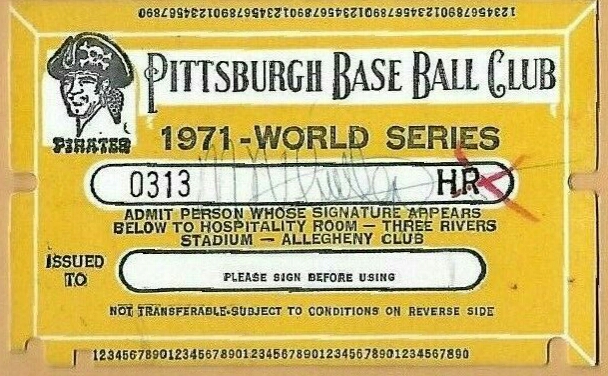 1234567890123456789012345678901234567890
PITTSBURGH BASE BALL CLUB
PIRATES
1971-WORLD SERIES
0313 HR
ADMIT PERSON WHOSE SIGNATURE APPEARS
BELOW TO HOSPITALITY ROOM — THREE RIVERS
STADIUM — ALLEGHENY CLUB
ISSUED
TO
PLEASE SIGN BEFORE USING
NOT TRANSFERABLE•SUBJECT TO CONDITIONS ON REVERSE SIDE
1234567890123456789012345678901234567890